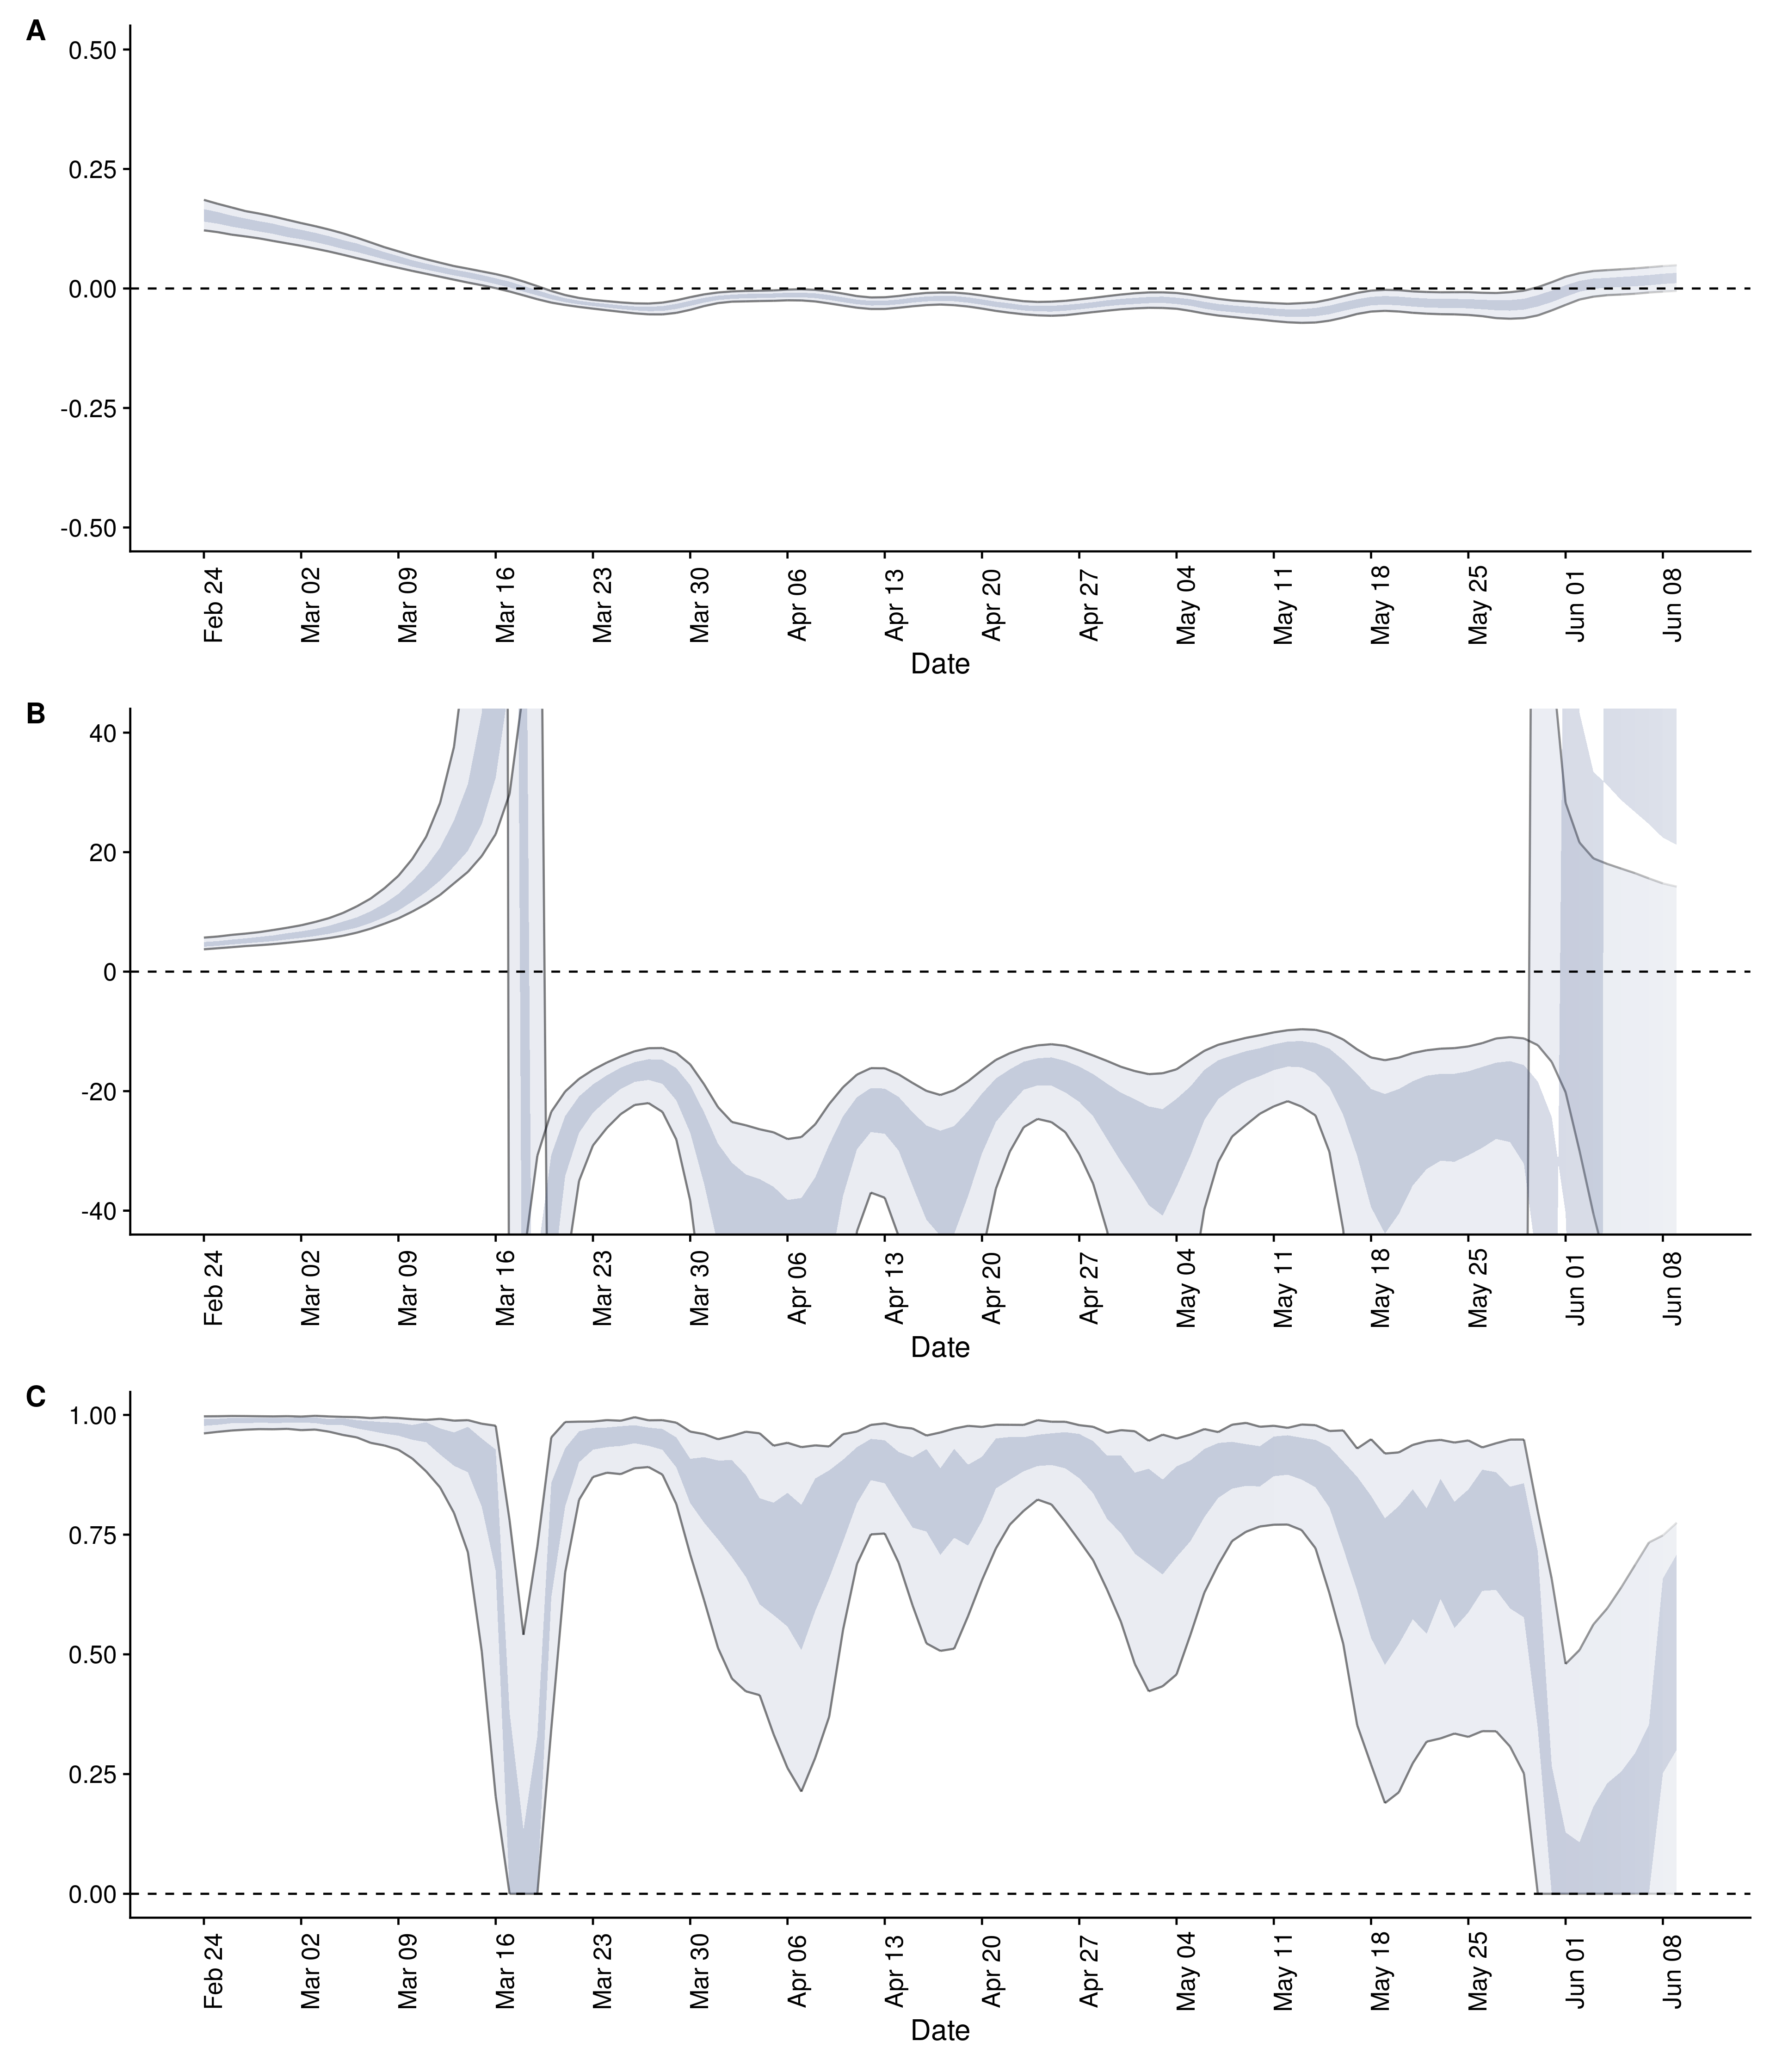 A
0.50
0.25
0.00
-0.25
-0.50
Feb 24
Mar 02
Mar 09
Mar 16
Mar 23
Mar 30
Apr 06
Apr 13
Apr 20
Apr 27
May 04
May 11
May 18
May 25
Jun 01
Jun 08
Date
B
40
20
0
-20
-40
Feb 24
Mar 02
Mar 09
Mar 16
Mar 23
Mar 30
Apr 06
Apr 13
Apr 20
Apr 27
May 04
May 11
May 18
May 25
Jun 01
Jun 08
Date
C
1.00
0.75
0.50
0.25
0.00
Feb 24
Mar 02
Mar 09
Mar 16
Mar 23
Mar 30
Apr 06
Apr 13
Apr 20
Apr 27
May 04
May 11
May 18
May 25
Jun 01
Jun 08
Date